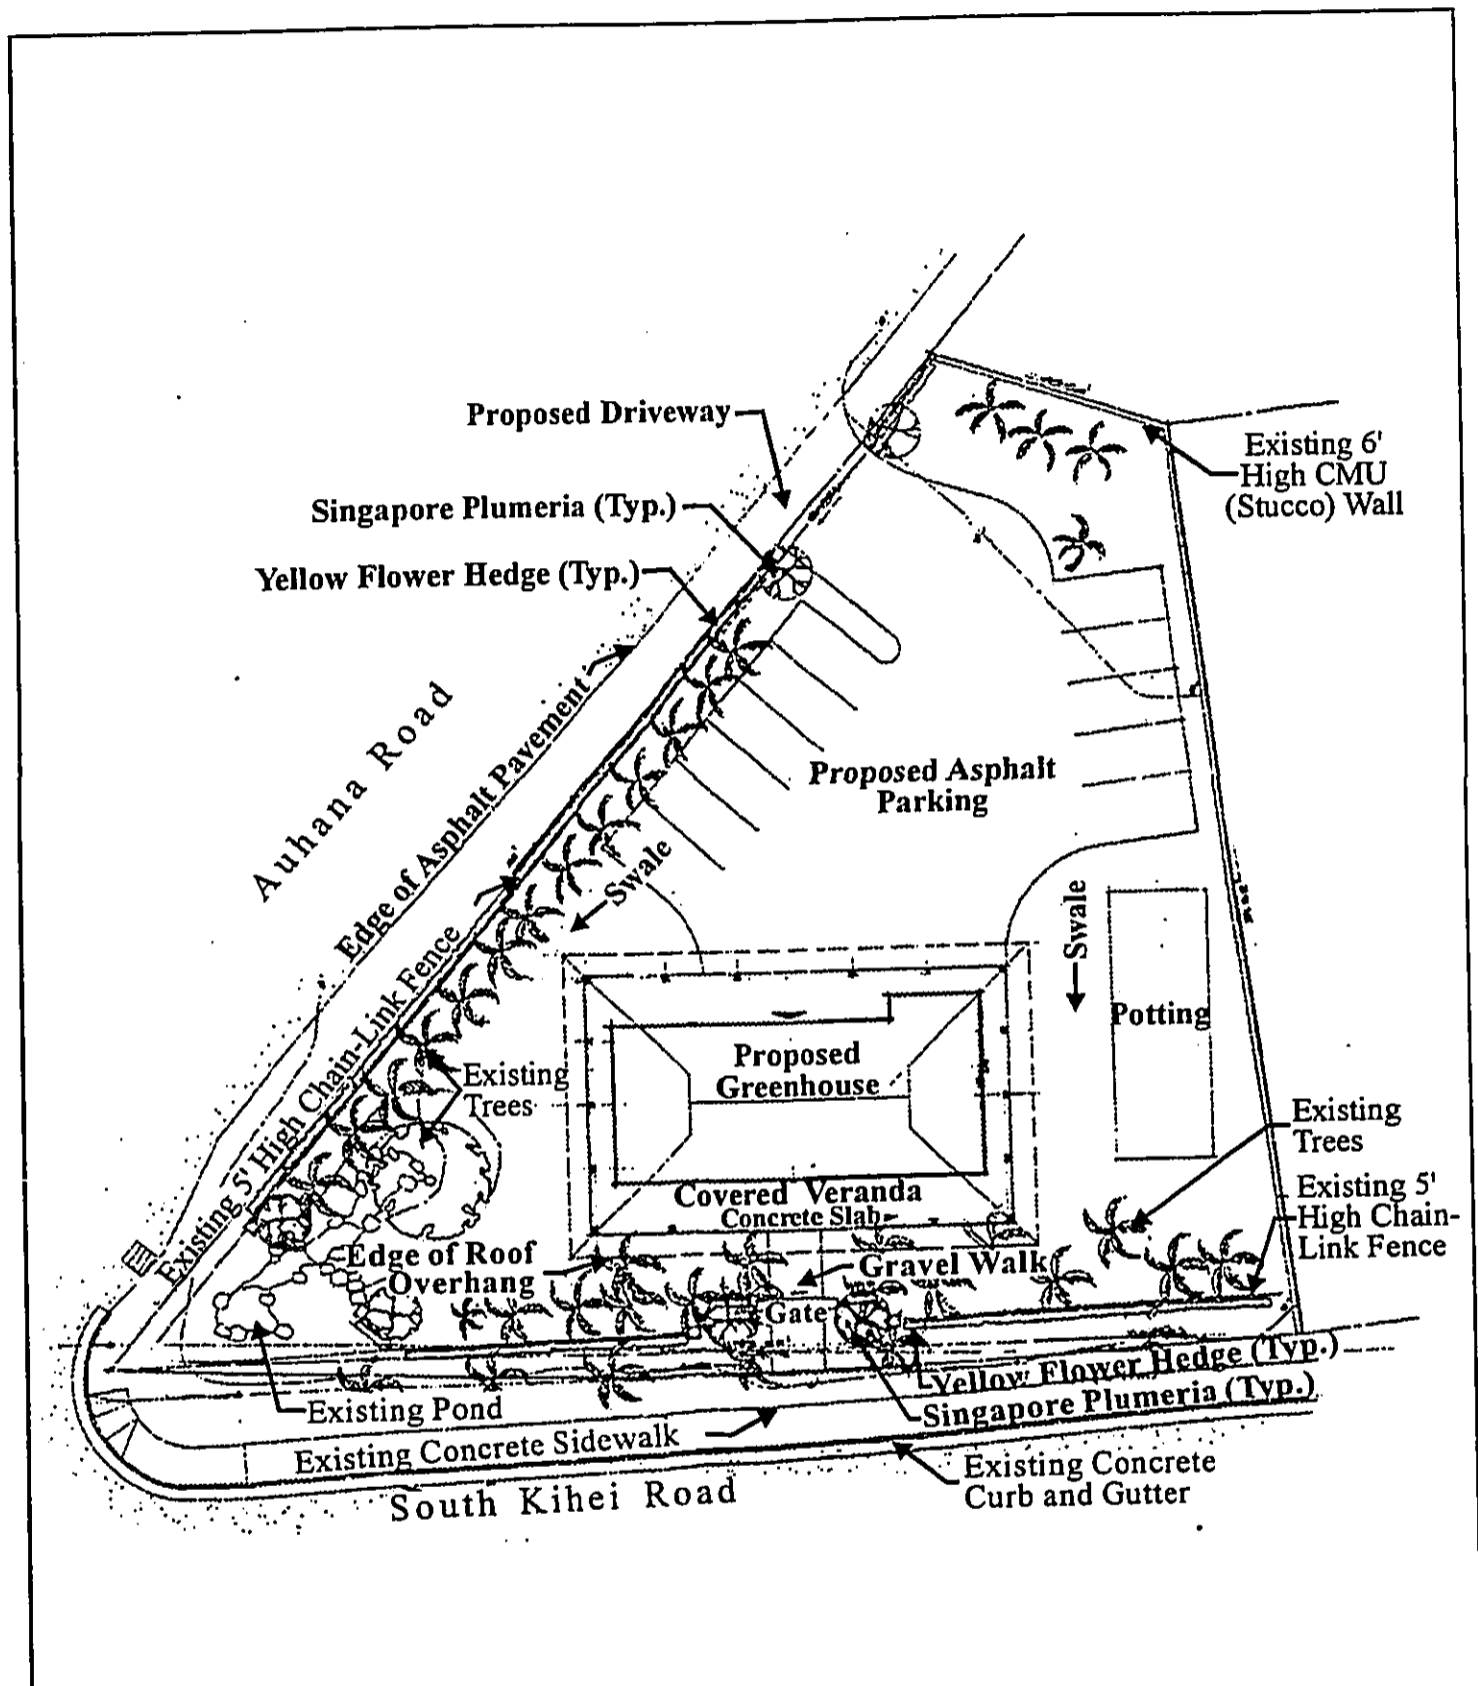 Proposed Driveway
Existing 6'
High CMU
(Stucco) Wall
Singapore Plumeria (Typ.)
Yellow Flower Hedge (Typ.)
Auhana Road
Edge of Asphalt Pavement
Existing 5' High Chain-Link Fence
Proposed Asphalt
Parking
Swale
Swale
Potting
Proposed
Greenhouse
Existing
Trees
Existing
Trees
Covered Veranda
Concrete Slab
Existing 5'
High Chain-
Link Fence
Edge of Roof
Overhang
Gravel Walk
Gate
Yellow Flower Hedge (Typ.)
Singapore Plumeria (Typ.)
Existing Pond
Existing Concrete Sidewalk
Existing Concrete
Curb and Gutter
South Kihei Road